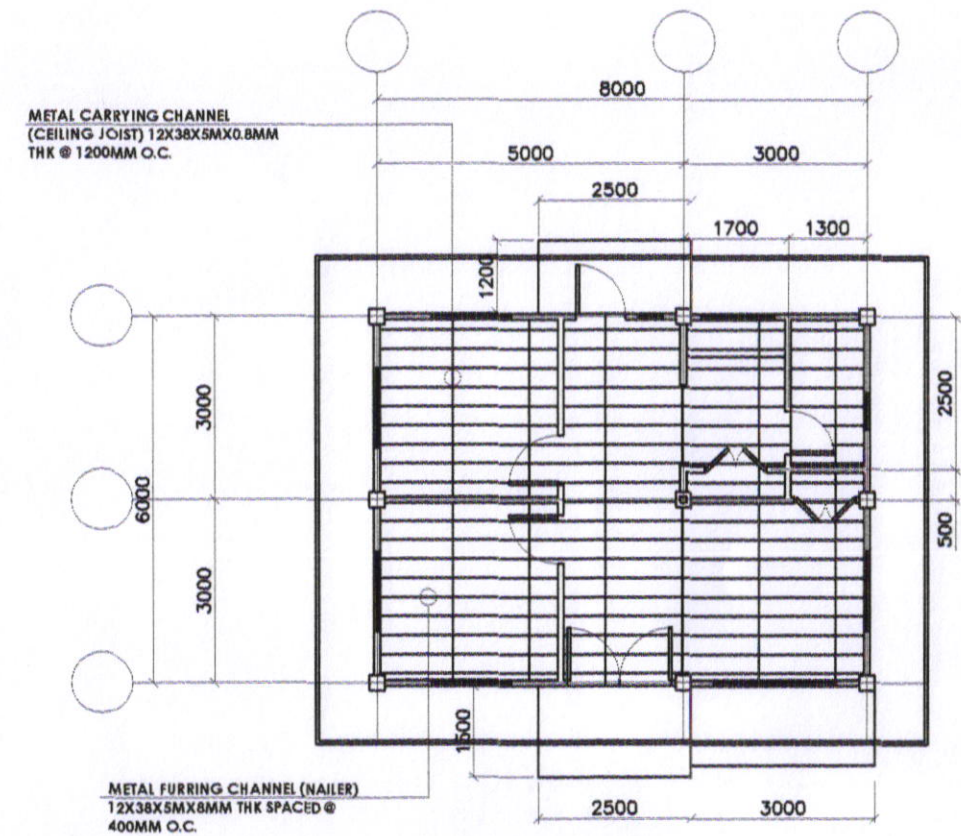 8000
METAL CARRYING CHANNEL
(CEILING JOIST) 12X38X5MX0.8MM
THK @ 1200MM O.C.
5000
3000
2500
1700
1300
1200
3000
2500
6000
500
3000
1500
METAL FURRING CHANNEL (NAILER)
12X38X5MX8MM THK SPACED @
400MM O.C.
2500
3000